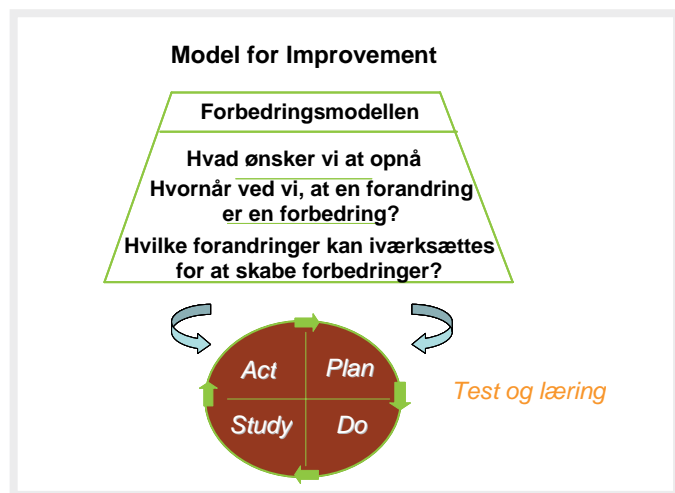 Model for Improvement
Forbedringsmodellen
Hvad ønsker vi at opnå
Hvornår ved vi, at en forandring
er en forbedring?
Hvilke forandringer kan iværksættes
for at skabe forbedringer?
Act
Plan
Test og læring
Study
Do